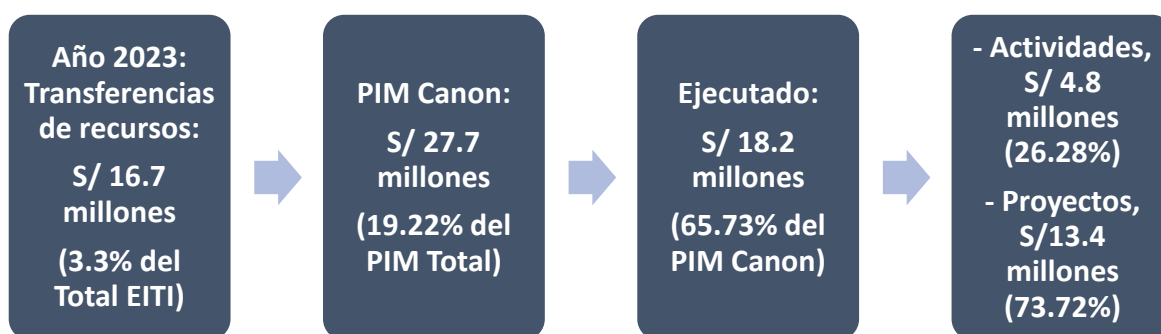 Año 2023:
Transferencias
de recursos:
S/ 16.7
millones
(3.3% del
Total EITI)
PIM Canon:
S/ 27.7
millones
(19.22% del
PIM Total)
Ejecutado:
S/ 18.2
millones
(65.73% del
PIM Canon)
- Actividades,
S/ 4.8
millones
(26.28%)
- Proyectos,
S/13.4
millones
(73.72%)